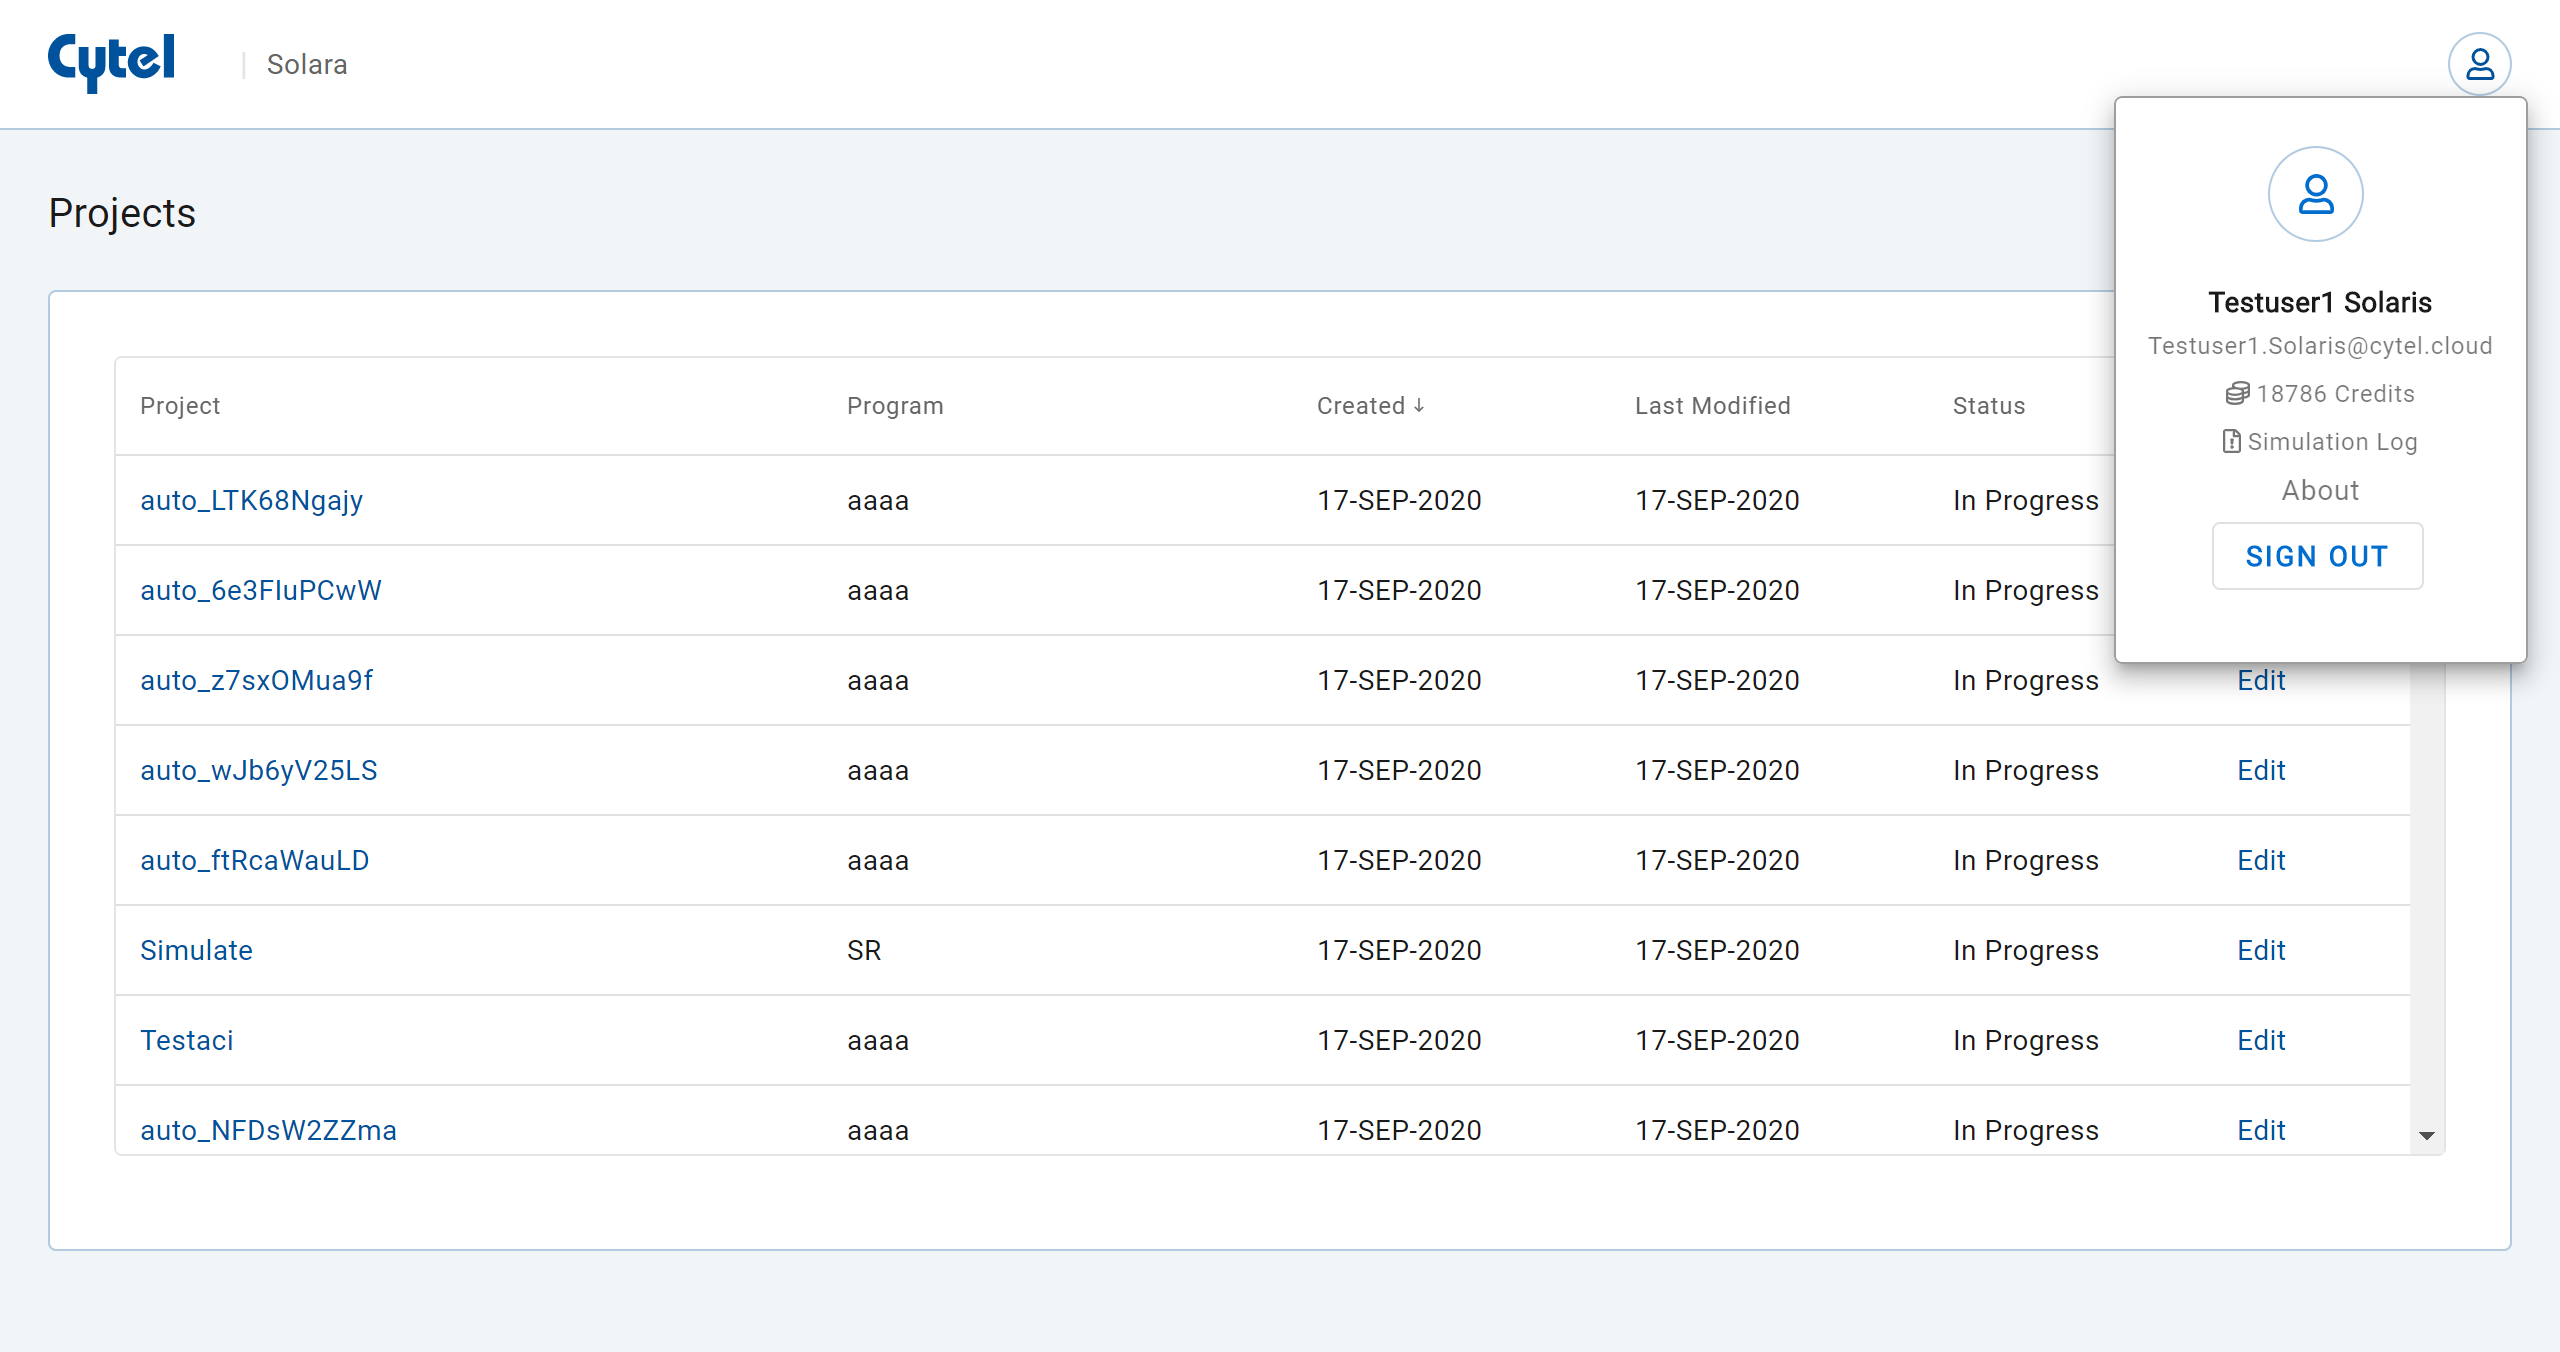 Cytel | Solara
Projects
Testuser1 Solaris
Testuser1.Solaris@cytel.cloud
18786 Credits
Simulation Log
About
SIGN OUT
Project Program Created ↓ Last Modified Status
auto_LTK68Ngajy aaaa 17-SEP-2020 17-SEP-2020 In Progress
auto_6e3FIuPCwW aaaa 17-SEP-2020 17-SEP-2020 In Progress
auto_z7sxOMua9f aaaa 17-SEP-2020 17-SEP-2020 In Progress Edit
auto_wJb6yV25LS aaaa 17-SEP-2020 17-SEP-2020 In Progress Edit
auto_ftRcaWauLD aaaa 17-SEP-2020 17-SEP-2020 In Progress Edit
Simulate SR 17-SEP-2020 17-SEP-2020 In Progress Edit
Testaci aaaa 17-SEP-2020 17-SEP-2020 In Progress Edit
auto_NFDsW2ZZma aaaa 17-SEP-2020 17-SEP-2020 In Progress Edit